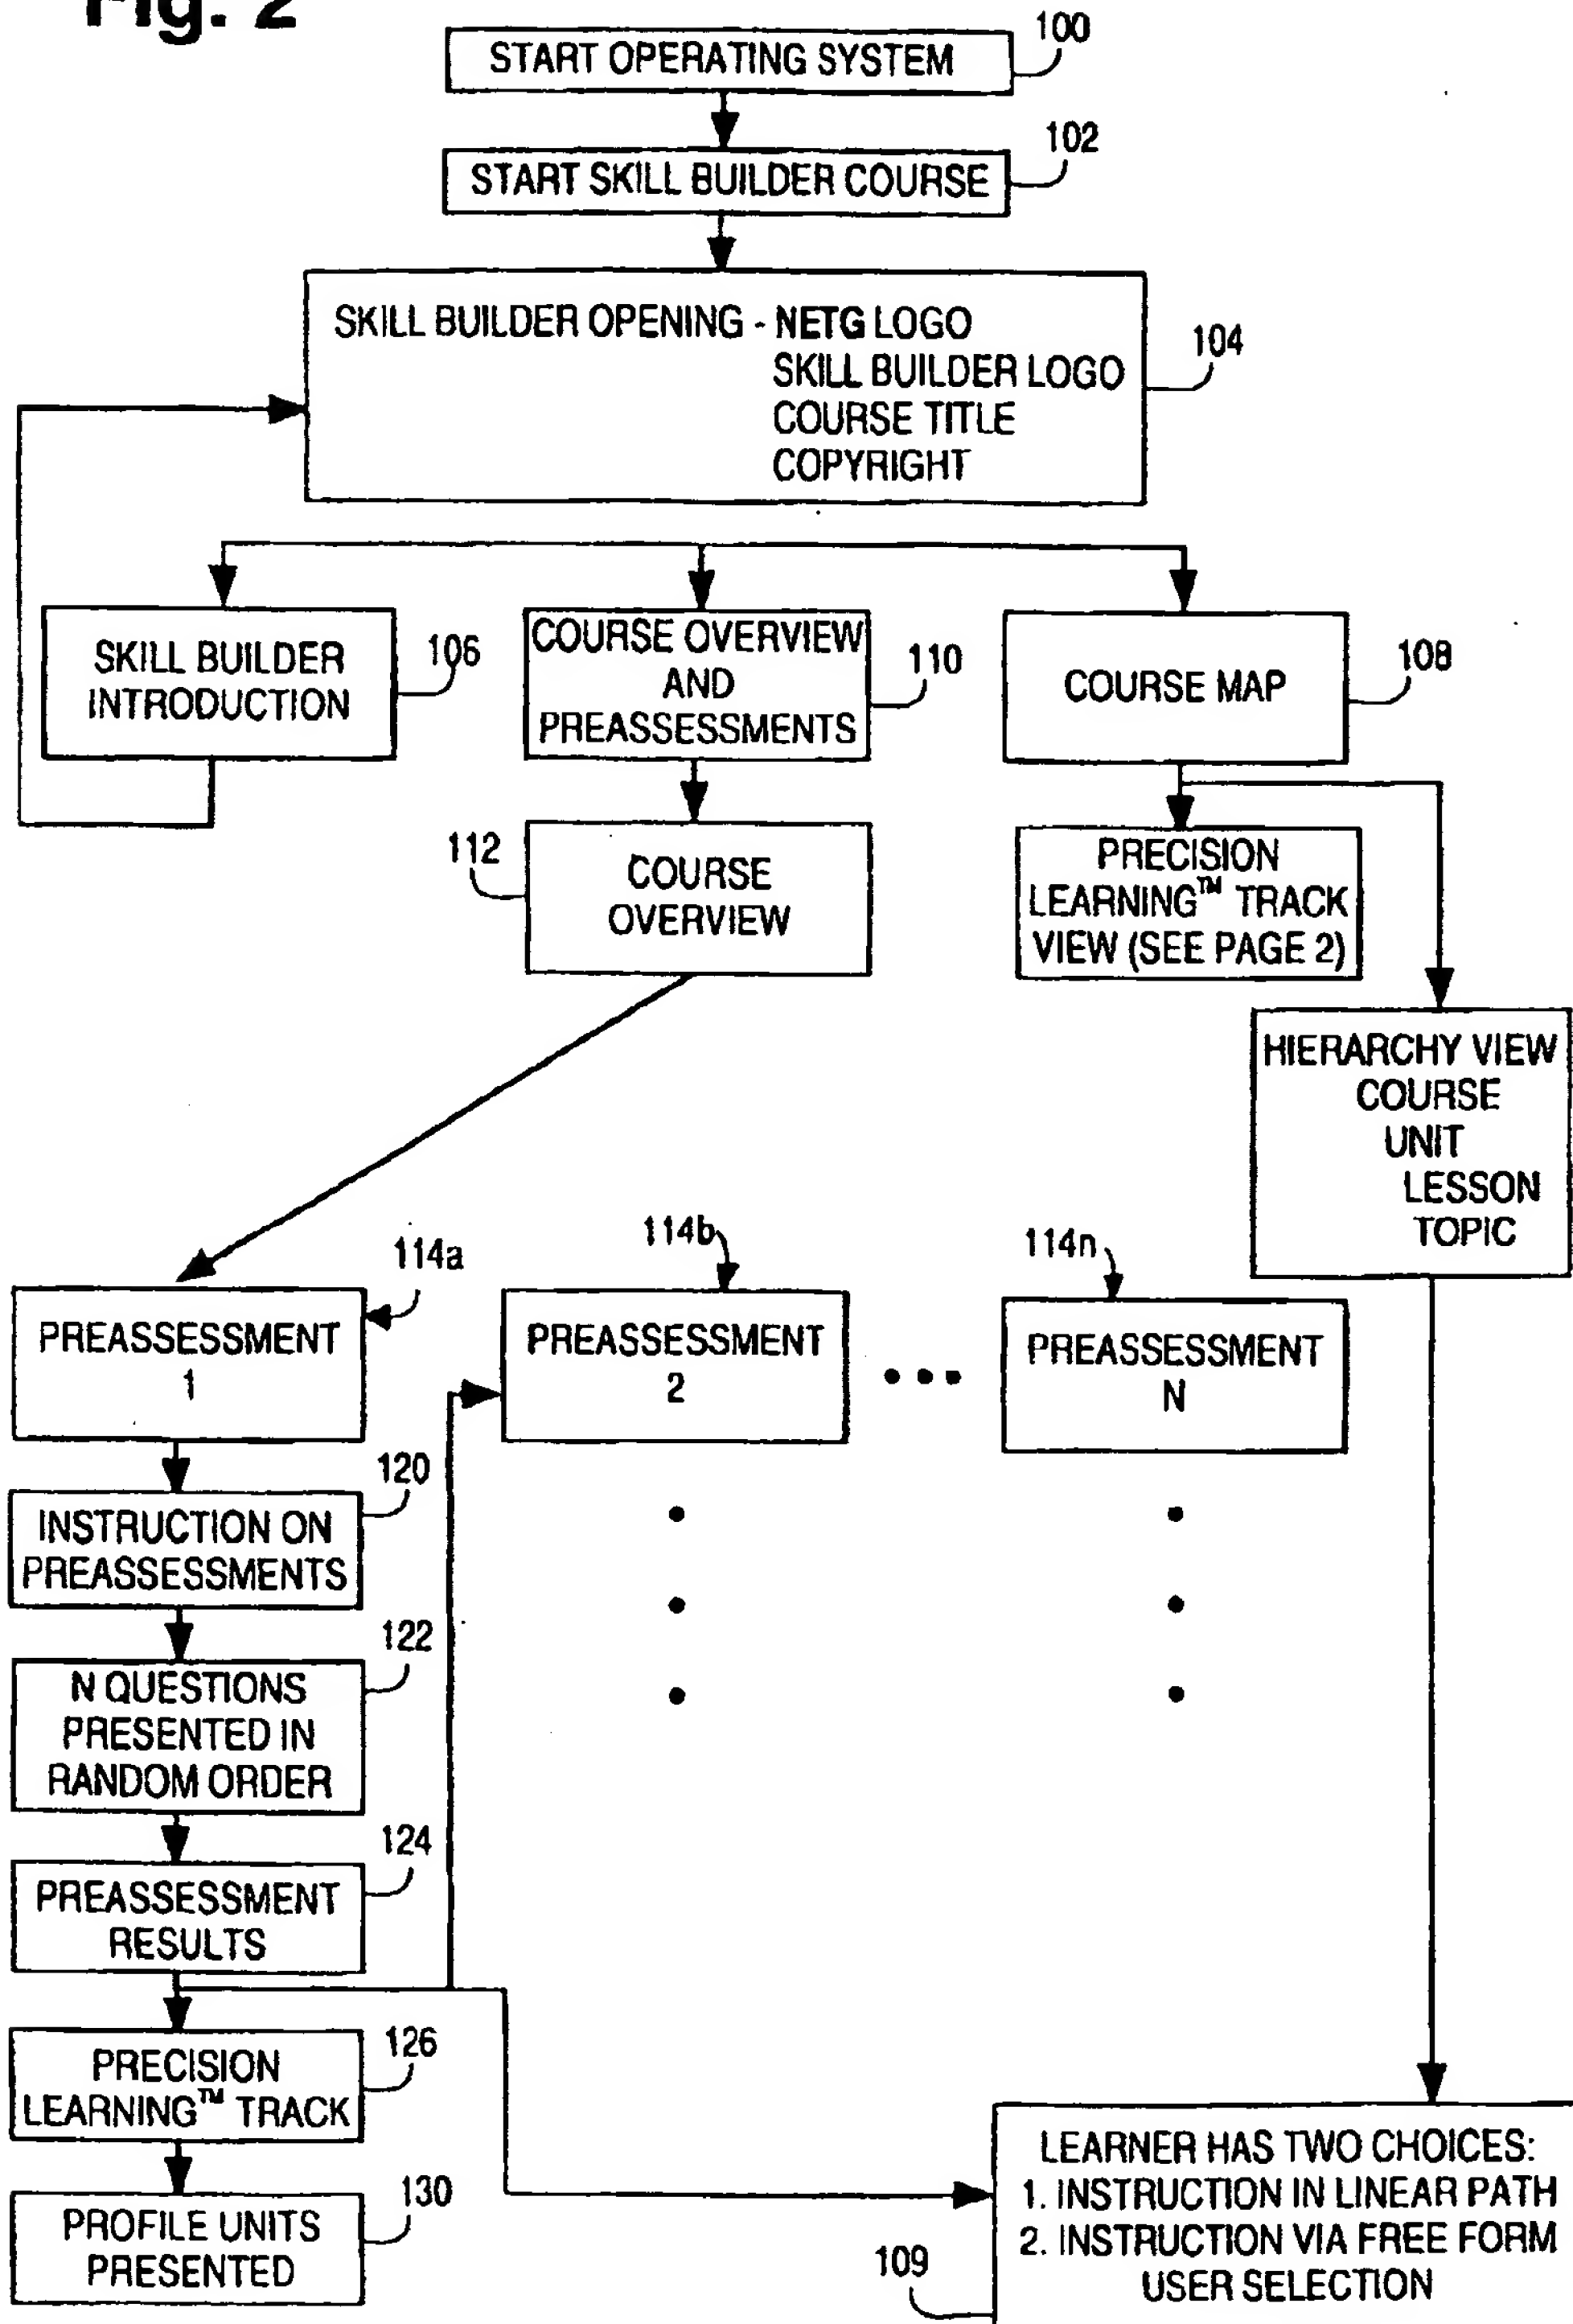 Fig. 2
START OPERATING SYSTEM
100
START SKILL BUILDER COURSE
102
SKILL BUILDER OPENING - NETG LOGO
SKILL BUILDER LOGO
COURSE TITLE
COPYRIGHT
104
SKILL BUILDER
INTRODUCTION
106
COURSE OVERVIEW
AND
PREASSESSMENTS
110
COURSE MAP
108
112
COURSE
OVERVIEW
PRECISION
LEARNING™ TRACK
VIEW (SEE PAGE 2)
HIERARCHY VIEW
COURSE
UNIT
LESSON
TOPIC
PREASSESSMENT
1
114a
114b
PREASSESSMENT
2
• • •
114n
PREASSESSMENT
N
INSTRUCTION ON
PREASSESSMENTS
120
N QUESTIONS
PRESENTED IN
RANDOM ORDER
122
PREASSESSMENT
RESULTS
124
PRECISION
LEARNING™ TRACK
126
PROFILE UNITS
PRESENTED
130
LEARNER HAS TWO CHOICES:
1. INSTRUCTION IN LINEAR PATH
2. INSTRUCTION VIA FREE FORM
USER SELECTION
109